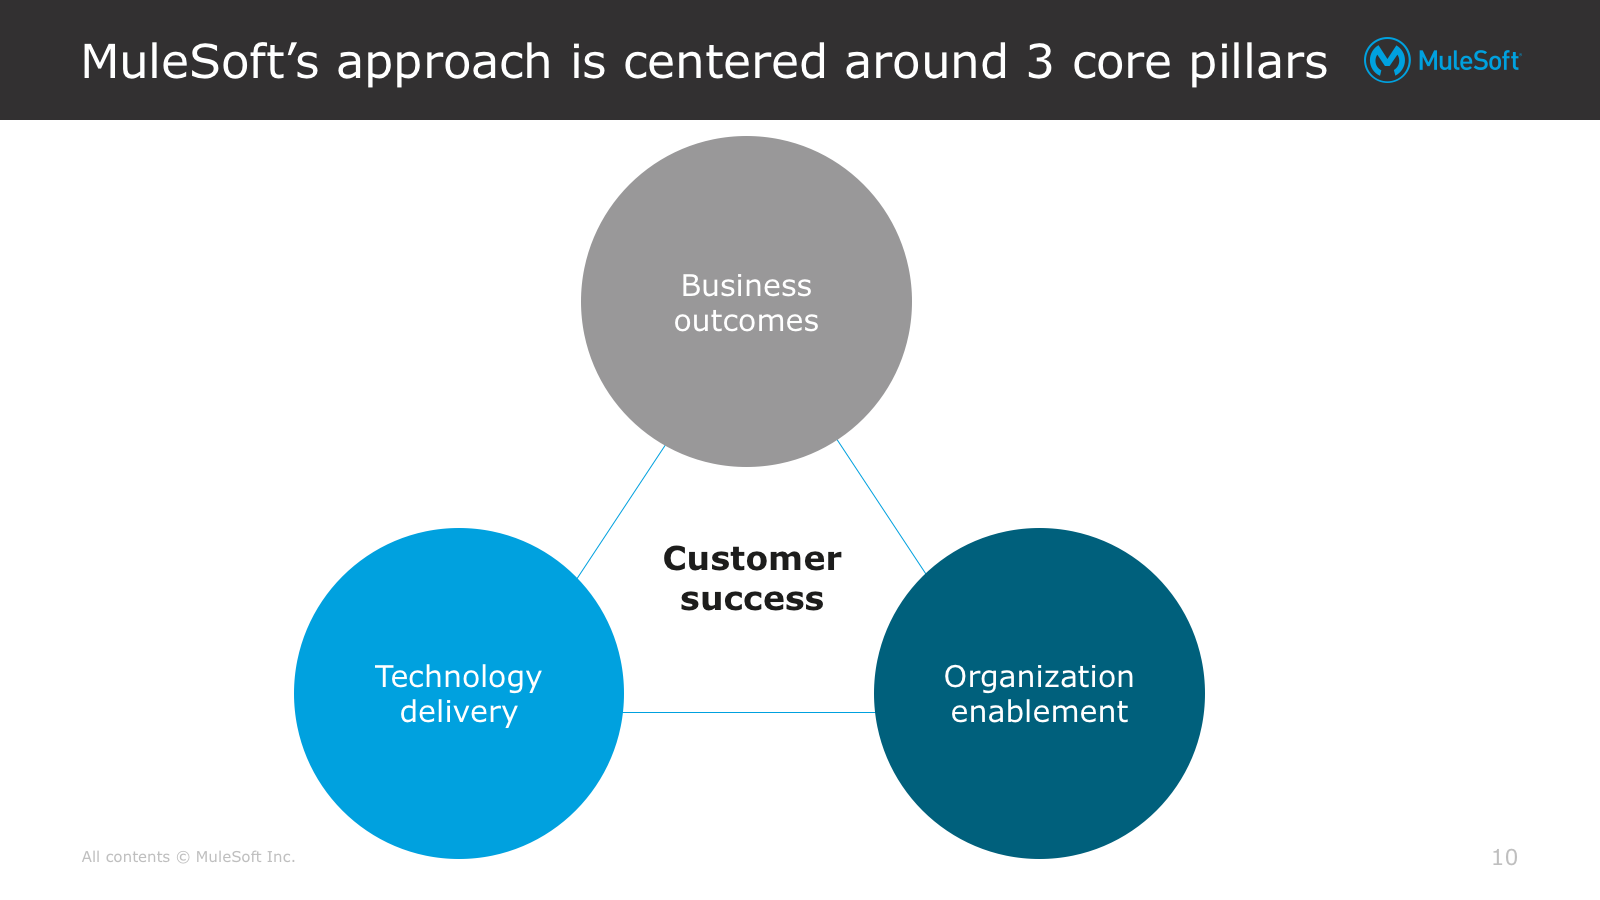 MuleSoft’s approach is centered around 3 core pillars
MuleSoft
Business
outcomes
Customer
success
Technology
delivery
Organization
enablement
All contents © MuleSoft Inc.
10